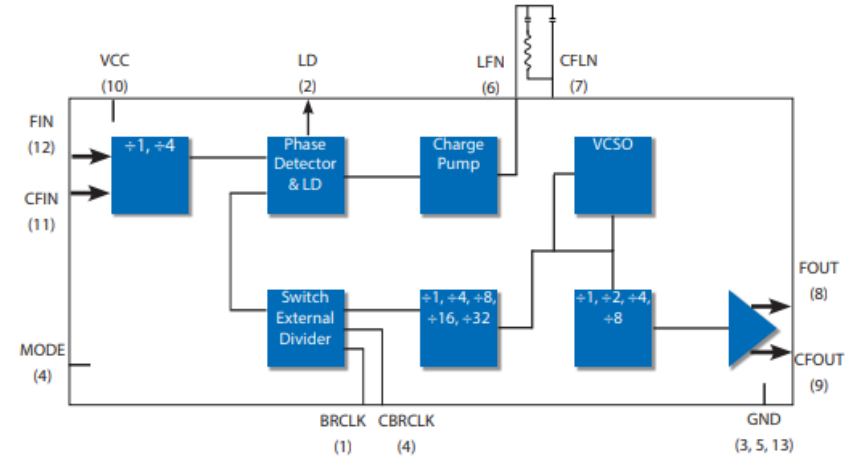 VCC
(10)
LD
(2)
LFN
(6)
CFLN
(7)
FIN
(12)
CFIN
(11)
÷1, ÷4
Phase
Detector
& LD
Charge
Pump
VCSO
Switch
External
Divider
÷1, ÷4, ÷8,
÷16, ÷32
÷1, ÷2, ÷4,
÷8
FOUT
(8)
CFOUT
(9)
MODE
(4)
BRCLK
(1)
CBRCLK
(4)
GND
(3, 5, 13)